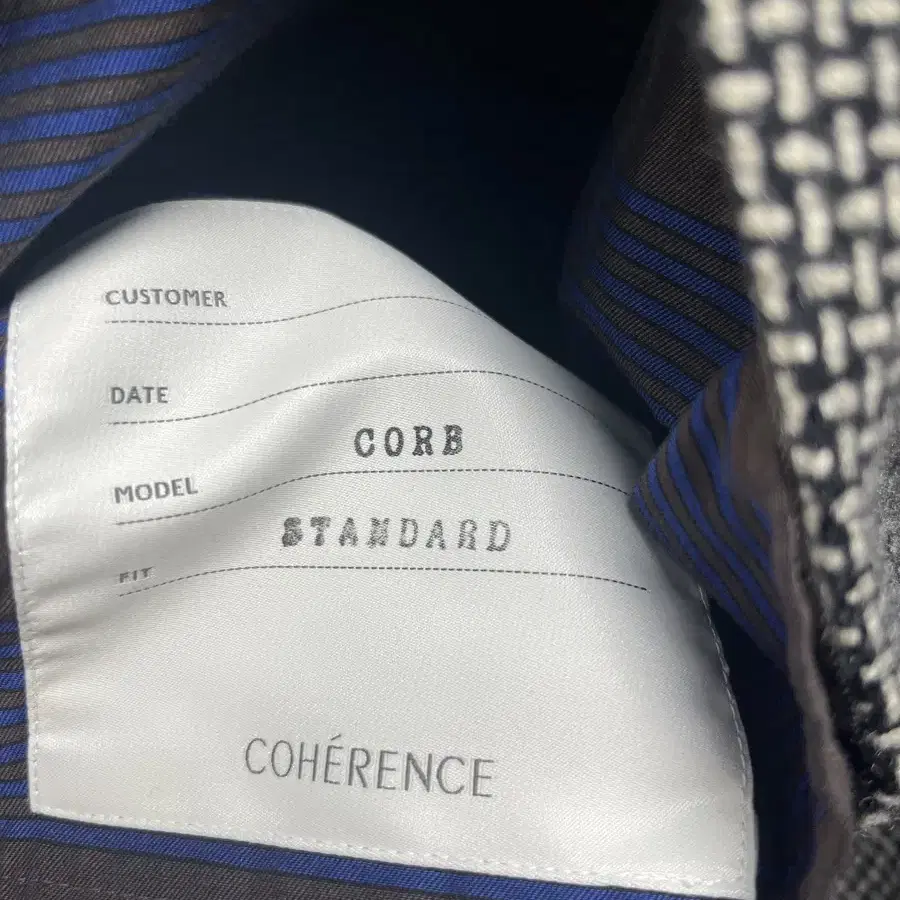 CUSTOMER
DATE
MODEL CORB
FIT STANDARD
COHÉRENCE